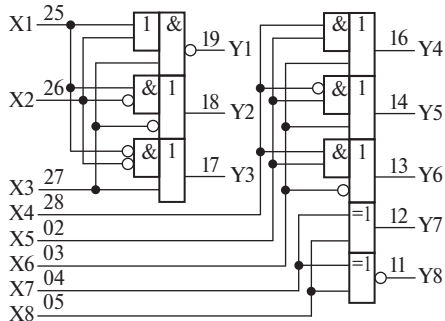 X1 25
1 &
19 Y1
& 1
16 Y4
X2 26
& 1
18 Y2
& 1
14 Y5
& 1
17 Y3
& 1
13 Y6
X3 27
X4 28
X5 02
=1
12 Y7
X6 03
X7 04
=1
11 Y8
X8 05